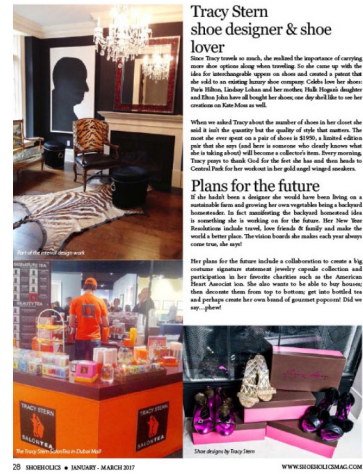 Tracy Stern
shoe designer & shoe
lover
Since Tracy travels so much, she realized the importance of carrying
more shoe options along when traveling. So she came up with the
idea for interchangeable uppers on shoes and created a patent that
she sold to an existing luxury shoe company. Celebs love her shoes:
Paris Hilton, Lindsay Lohan and her mother, Hulk Hogan's daughter
and Elton John have all bought her shoes; one day she'd like to see her
creations on Kate Moss as well.
When we asked Tracy about the number of shoes in her closet she
said it isn't the quantity but the quality of style that matters. The
most she ever spent on a pair of shoes is $1950, a limited edition
pair that she says (and here is someone who clearly knows what
she is taking about) will become a collector's item. Every morning,
Tracy prays to thank God for the feet she has and then heads to
Central Park for her workout in her gold angel winged sneakers.
Plans for the future
If she hadn't been a designer she would have been living on a
sustainable farm and growing her own vegetables being a backyard
homesteader. In fact manifesting the backyard homestead idea
is something she is working on for the future. Her New Year
Resolutions include travel, love friends & family and make the
world a better place. The vision boards she makes each year always
come true, she says!
Her plans for the future include a collaboration to create a big
costume signature statement jewelry capsule collection and
participation in her favorite charities such as the American
Heart Association. She also wants to be able to buy houses;
then decorate them from top to bottom; get into bottled tea
and perhaps create her own brand of gourmet popcorn! Did we
say....phew!
Part of the interior design work
TRACY STERN
SALONTEA
TRACY STERN
SALONTEA
The Tracy Stern SalonTea in Dubai Mall
Shoe designs by Tracy Stern
28 SHOEHOLICS ● JANUARY - MARCH 2017
WWW.SHOEHOLICSMAG.COM